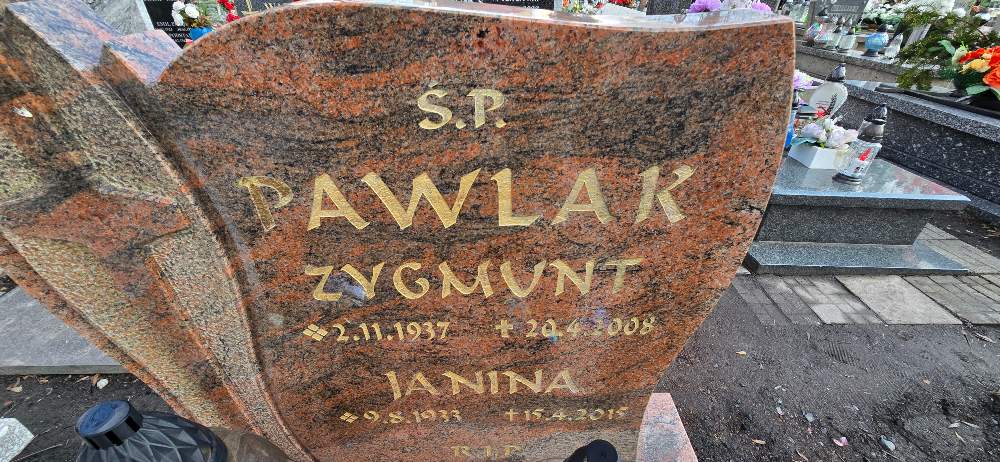 Ś.P.
PAWLAK
ZYGMUNT
2.11.1937 ✝ 20.4.2008
JANINA
9.8.1933 ✝ 15.4.2015
R.I.P.